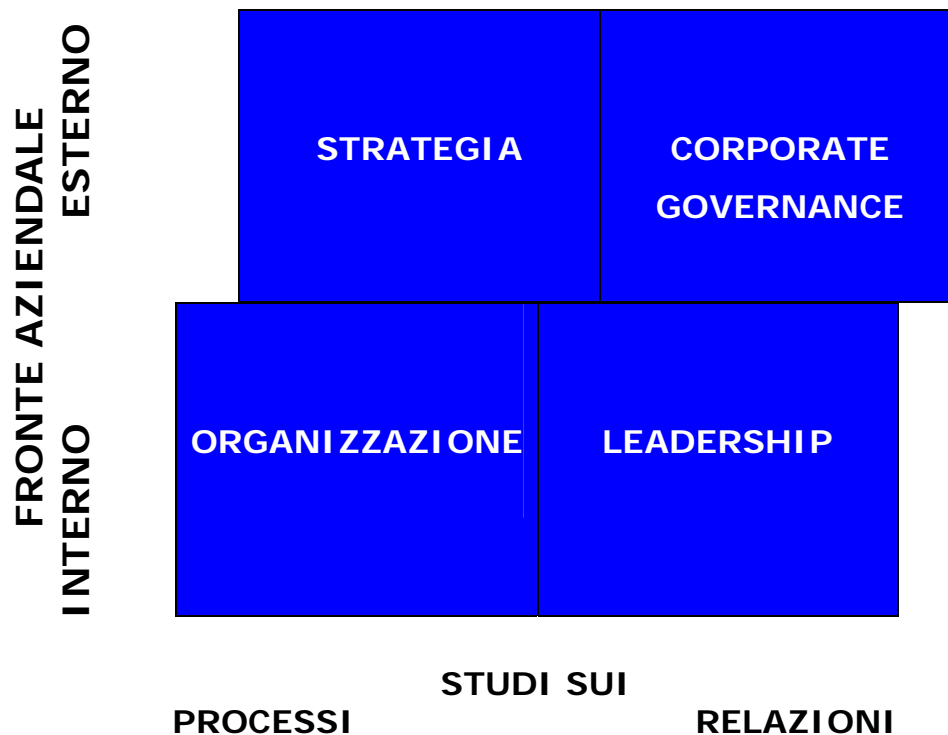 FRONTE AZIENDALE
ESTERNO
INTERNO
STRATEGIA
CORPORATE
GOVERNANCE
ORGANIZZAZIONE
LEADERSHIP
STUDI SUI
PROCESSI
RELAZIONI